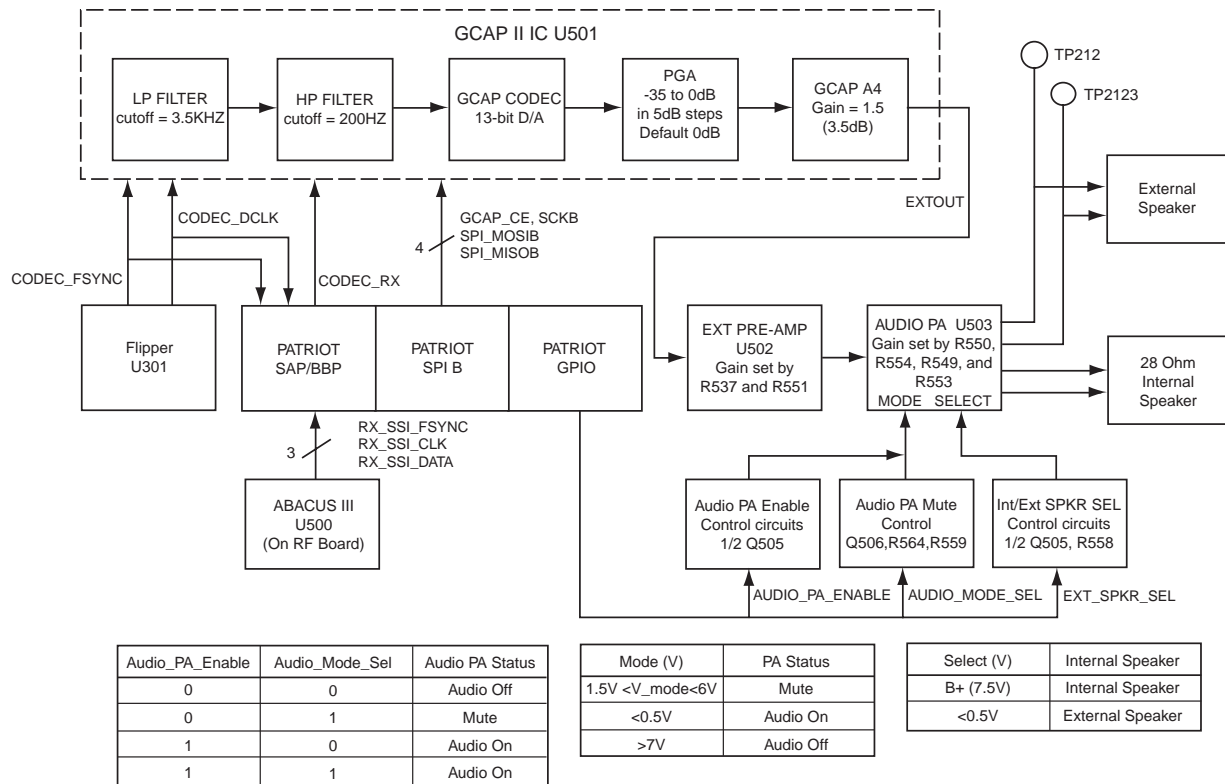 GCAP II IC U501
LP FILTER
cutoff = 3.5KHZ
HP FILTER
cutoff = 200HZ
GCAP CODEC
13-bit D/A
PGA
-35 to 0dB
in 5dB steps
Default 0dB
GCAP A4
Gain = 1.5
(3.5dB)
TP212
TP2123
External
Speaker
EXTOUT
CODEC_DCLK
CODEC_FSYNC
CODEC_RX
4
GCAP_CE, SCKB
SPI_MOSIB
SPI_MISOB
Flipper
U301
PATRIOT
SAP/BBP
PATRIOT
SPI B
PATRIOT
GPIO
EXT PRE-AMP
U502
Gain set by
R537 and R551
AUDIO PA U503
Gain set by R550,
R554, R549, and
R553
MODE SELECT
28 Ohm
Internal
Speaker
3
RX_SSI_FSYNC
RX_SSI_CLK
RX_SSI_DATA
ABACUS III
U500
(On RF Board)
Audio PA Enable
Control circuits
1/2 Q505
Audio PA Mute
Control
Q506,R564,R559
Int/Ext SPKR SEL
Control circuits
1/2 Q505, R558
AUDIO_PA_ENABLE
AUDIO_MODE_SEL
EXT_SPKR_SEL
Audio_PA_Enable Audio_Mode_Sel Audio PA Status
0 0 Audio Off
0 1 Mute
1 0 Audio On
1 1 Audio On
Mode (V) PA Status
1.5V <V_mode<6V Mute
<0.5V Audio On
>7V Audio Off
Select (V) Internal Speaker
B+ (7.5V) Internal Speaker
<0.5V External Speaker